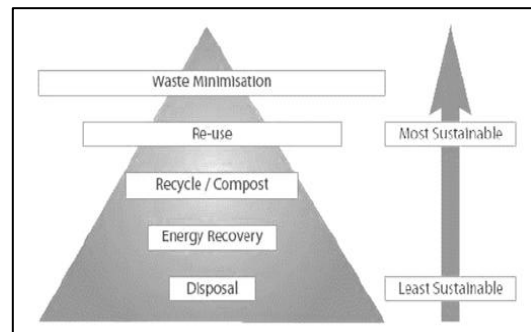 Waste Minimisation
Re-use
Most Sustainable
Recycle / Compost
Energy Recovery
Disposal
Least Sustainable